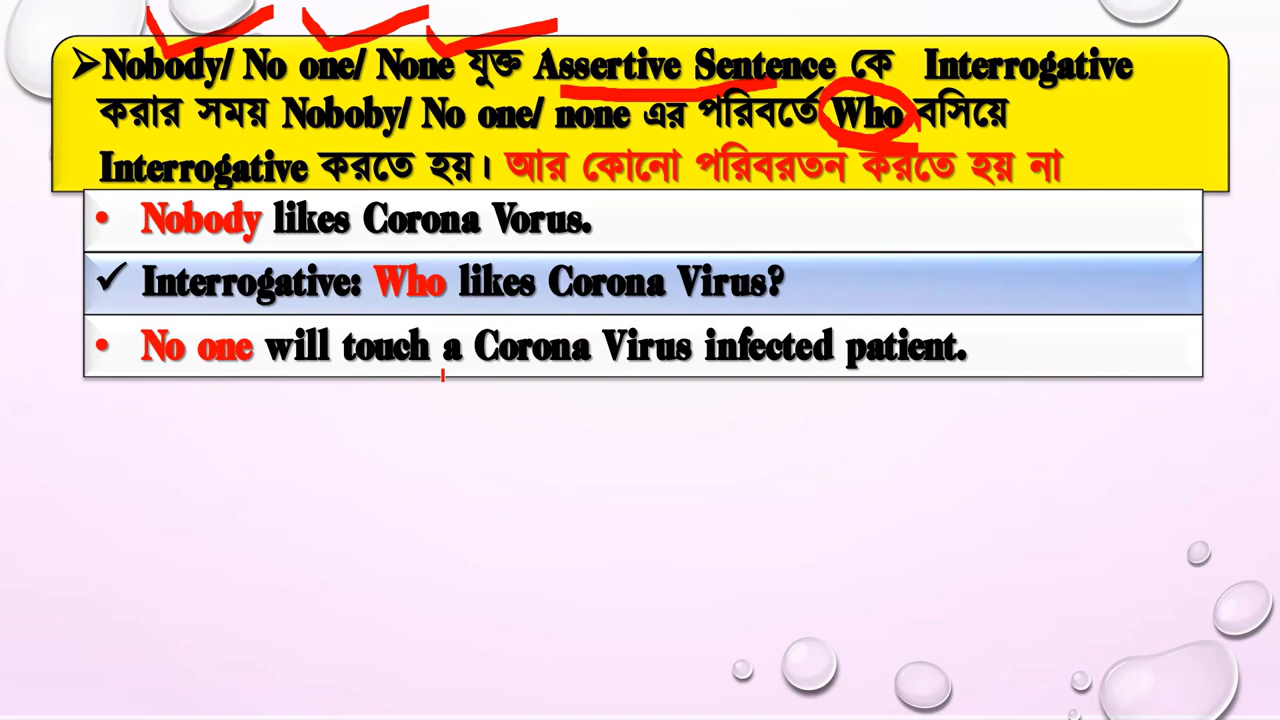 ➢Nobody/ No one/ None যুক্ত Assertive Sentence কে Interrogative
করার সময় Noboby/ No one/ none এর পরিবর্তে Who বসিয়ে
Interrogative করতে হয়। আর কোনো পরিবরতন করতে হয় না
• Nobody likes Corona Vorus.
✓ Interrogative: Who likes Corona Virus?
• No one will touch a Corona Virus infected patient.